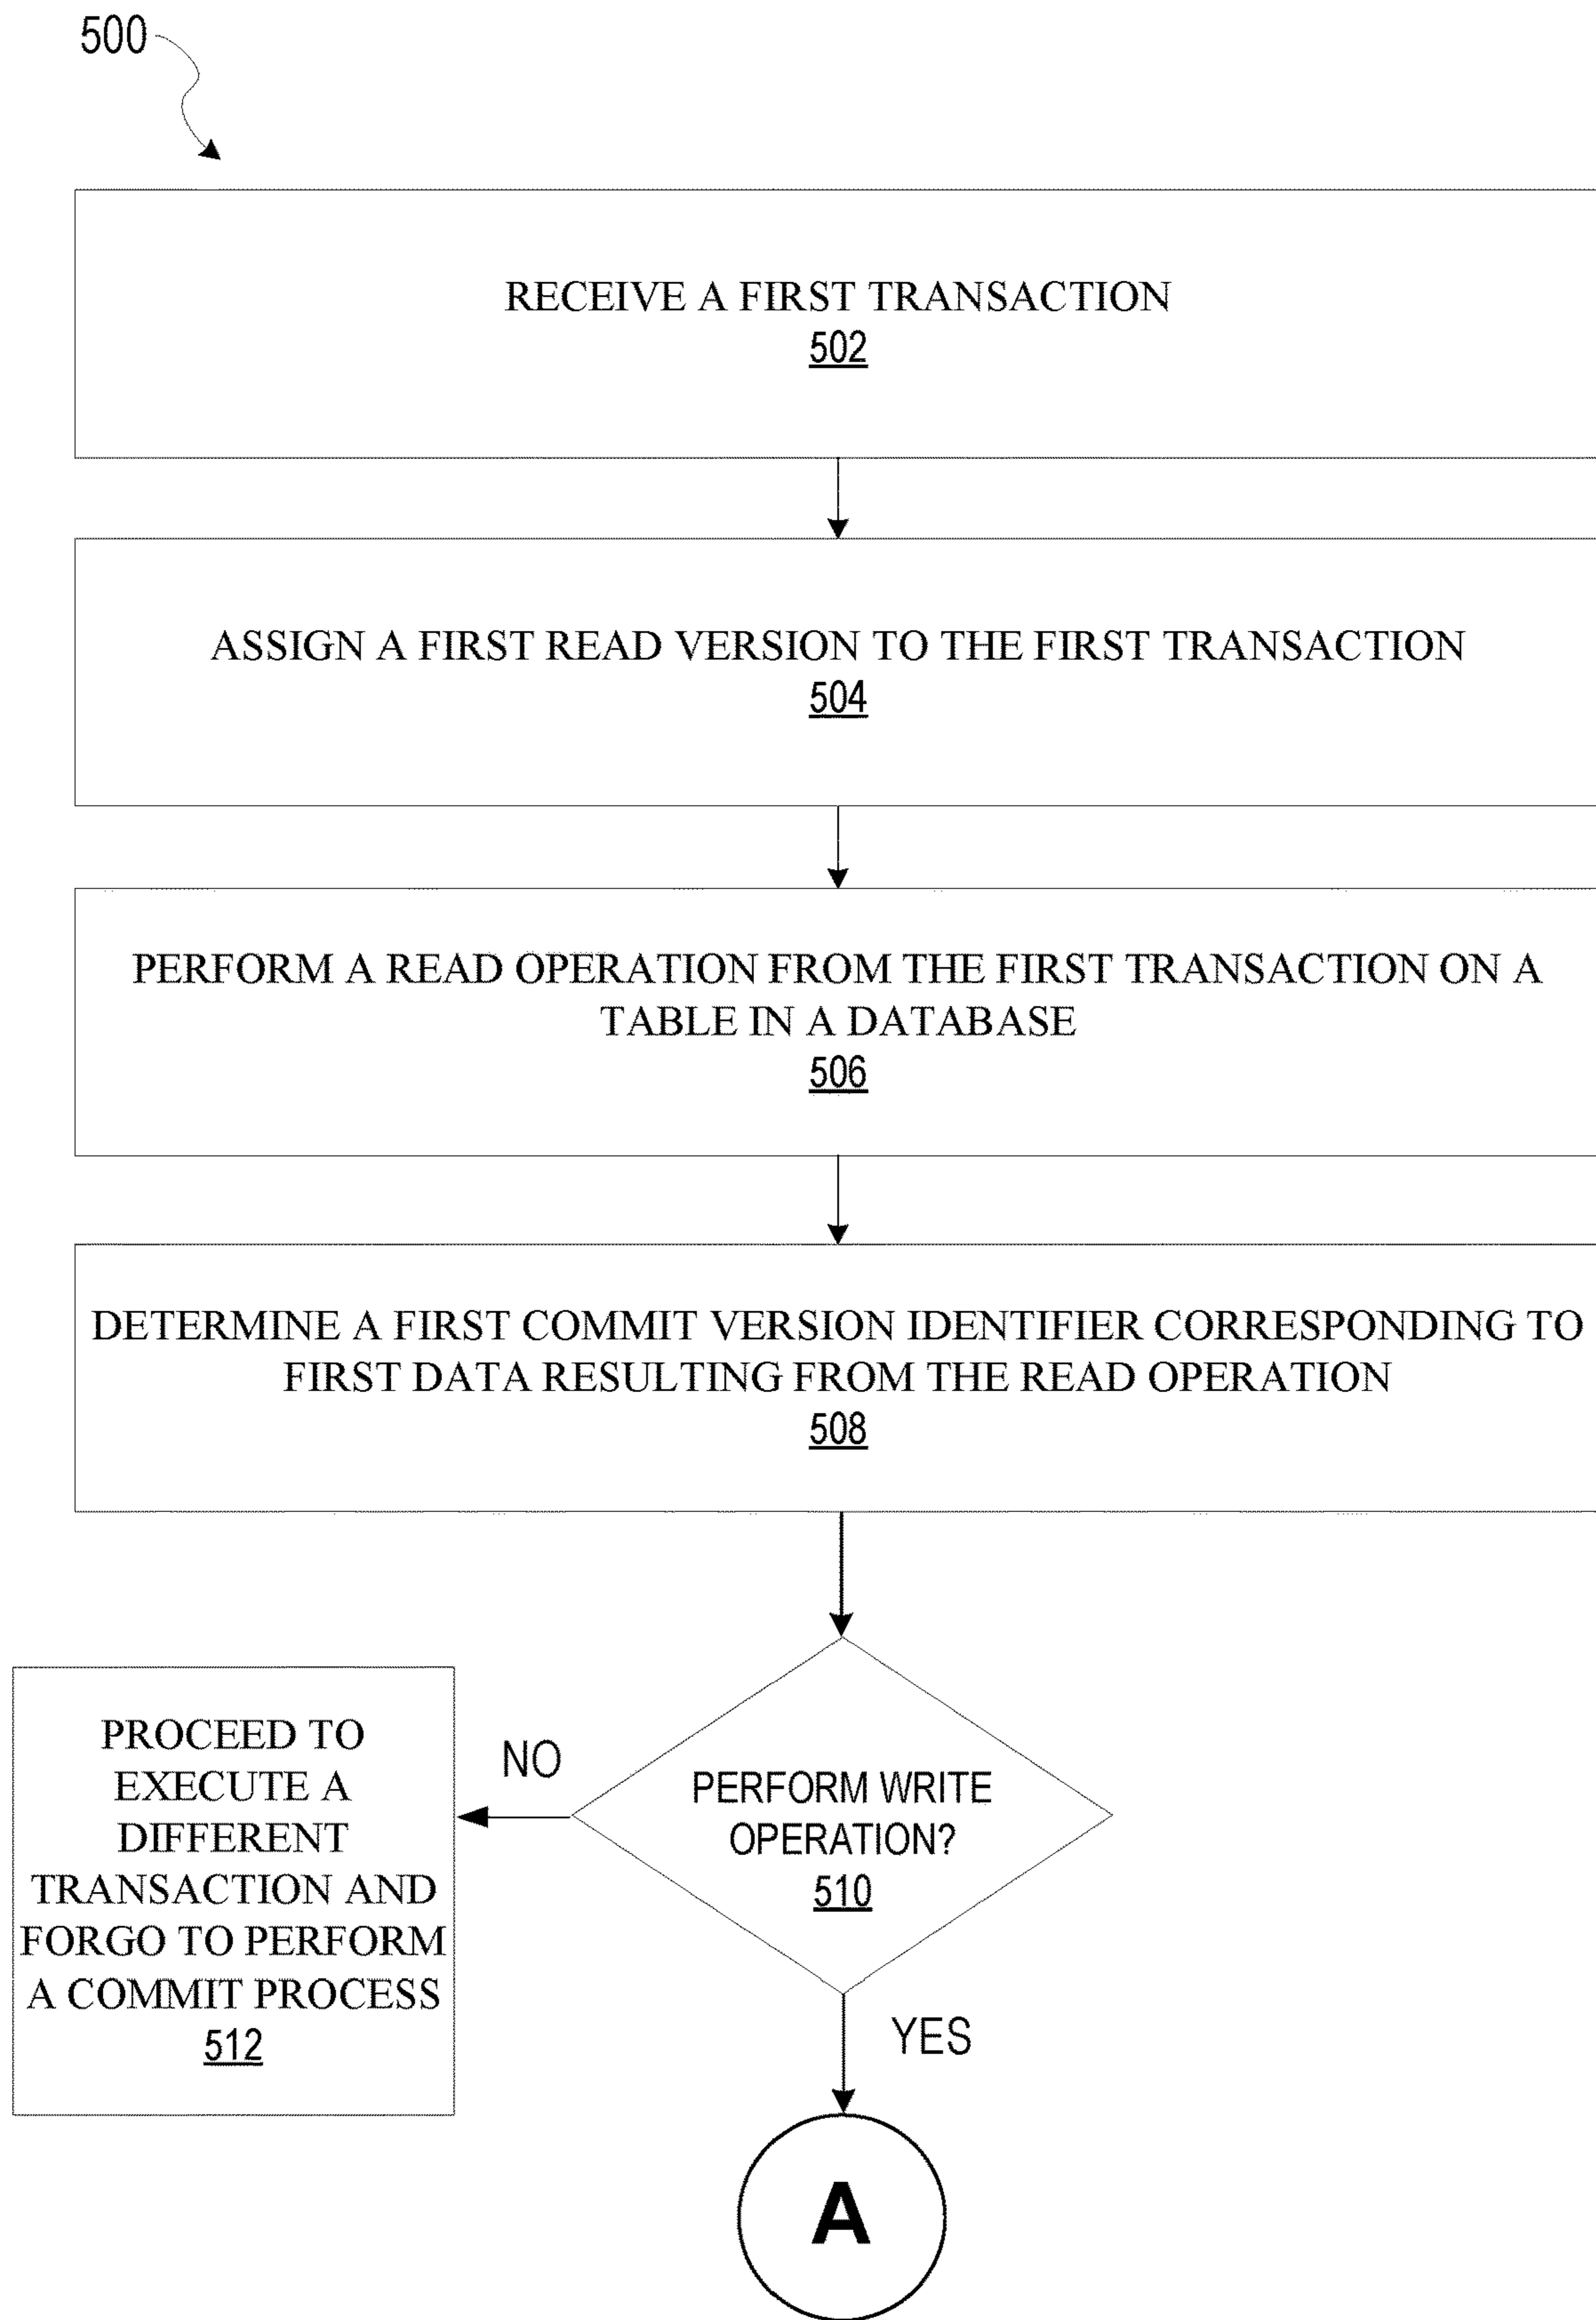 500
RECEIVE A FIRST TRANSACTION
502
ASSIGN A FIRST READ VERSION TO THE FIRST TRANSACTION
504
PERFORM A READ OPERATION FROM THE FIRST TRANSACTION ON A
TABLE IN A DATABASE
506
DETERMINE A FIRST COMMIT VERSION IDENTIFIER CORRESPONDING TO
FIRST DATA RESULTING FROM THE READ OPERATION
508
PERFORM WRITE
OPERATION?
510
NO
PROCEED TO
EXECUTE A
DIFFERENT
TRANSACTION AND
FORGO TO PERFORM
A COMMIT PROCESS
512
YES
A